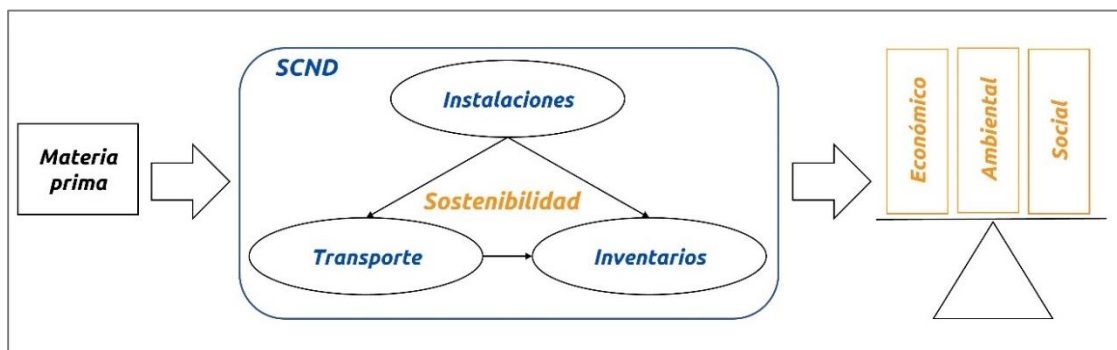 SCND
Instalaciones
Materia
prima
Sostenibilidad
Transporte
Inventarios
Económico
Ambiental
Social